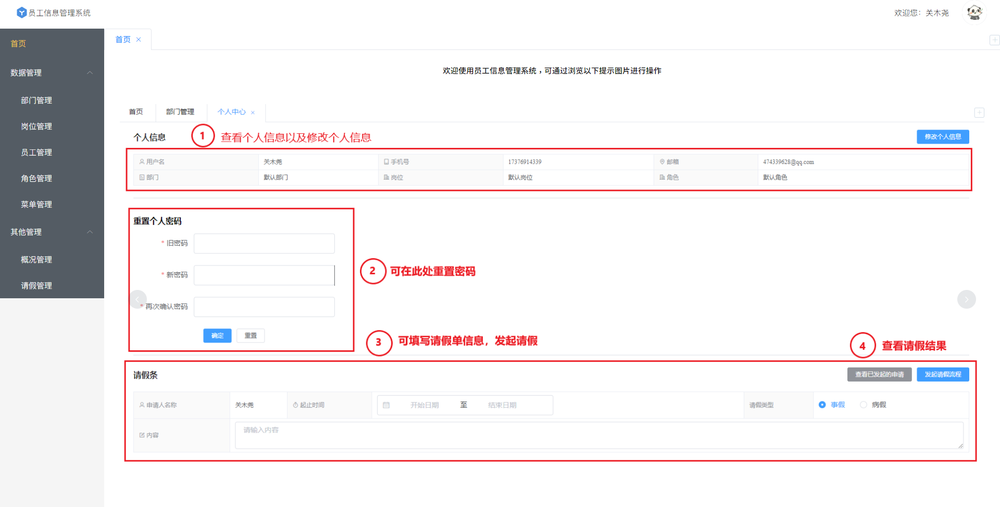 员工信息管理系统
欢迎您：关木尧
首页
数据管理
部门管理
岗位管理
员工管理
角色管理
菜单管理
其他管理
概况管理
请假管理
首页
欢迎使用员工信息管理系统，可通过浏览以下提示图片进行操作
首页 部门管理 个人中心
个人信息 1 查看个人信息以及修改个人信息 修改个人信息
用户名 关木尧 手机号 17376914339 邮箱 474339628@qq.com
部门 默认部门 岗位 默认岗位 角色 默认角色
重置个人密码
* 旧密码
* 新密码
2 可在此处重置密码
* 再次确认密码
确定 重置
3 可填写请假单信息，发起请假
4 查看请假结果
请假条 查看已发起的申请 发起请假流程
申请人名称 关木尧 起止时间 开始日期 至 结束日期 请假类型 事假 病假
内容 请输入内容